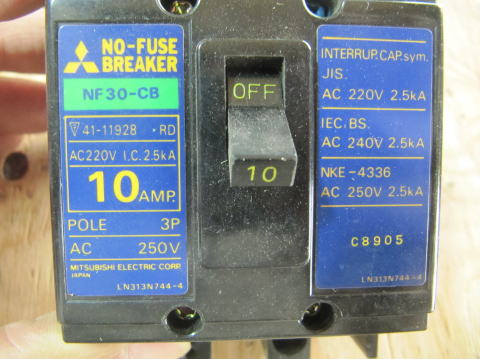 NO-FUSE
BREAKER
NF30-CB
41-11928 · RD
AC220V I.C. 2.5kA
10 AMP.
POLE 3P
AC 250V
MITSUBISHI ELECTRIC CORP.
JAPAN
LN313N744-4
OFF
10
INTERRUP. CAP. sym.
JIS.
AC 220V 2.5kA
IEC. BS.
AC 240V 2.5kA
NKE -4336
AC 250V 2.5kA
C8905
LN313N744-4